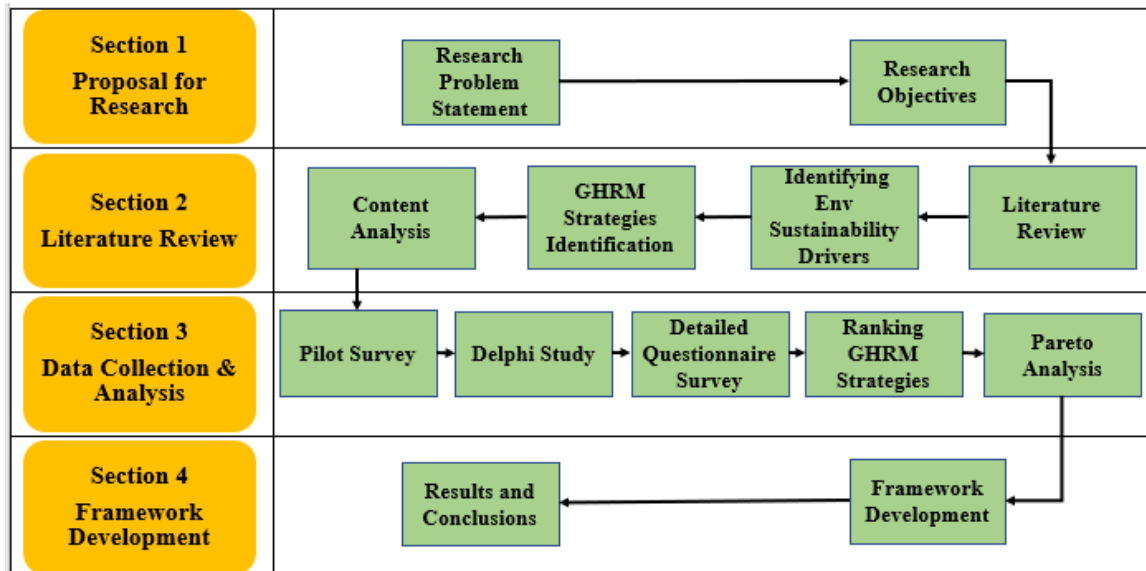 Section 1
Proposal for
Research
Research
Problem
Statement
Research
Objectives
Section 2
Literature Review
Content
Analysis
GHRM
Strategies
Identification
Identifying
Env
Sustainability
Drivers
Literature
Review
Section 3
Data Collection &
Analysis
Pilot Survey
Delphi Study
Detailed
Questionnaire
Survey
Ranking
GHRM
Strategies
Pareto
Analysis
Section 4
Framework
Development
Results and
Conclusions
Framework
Development